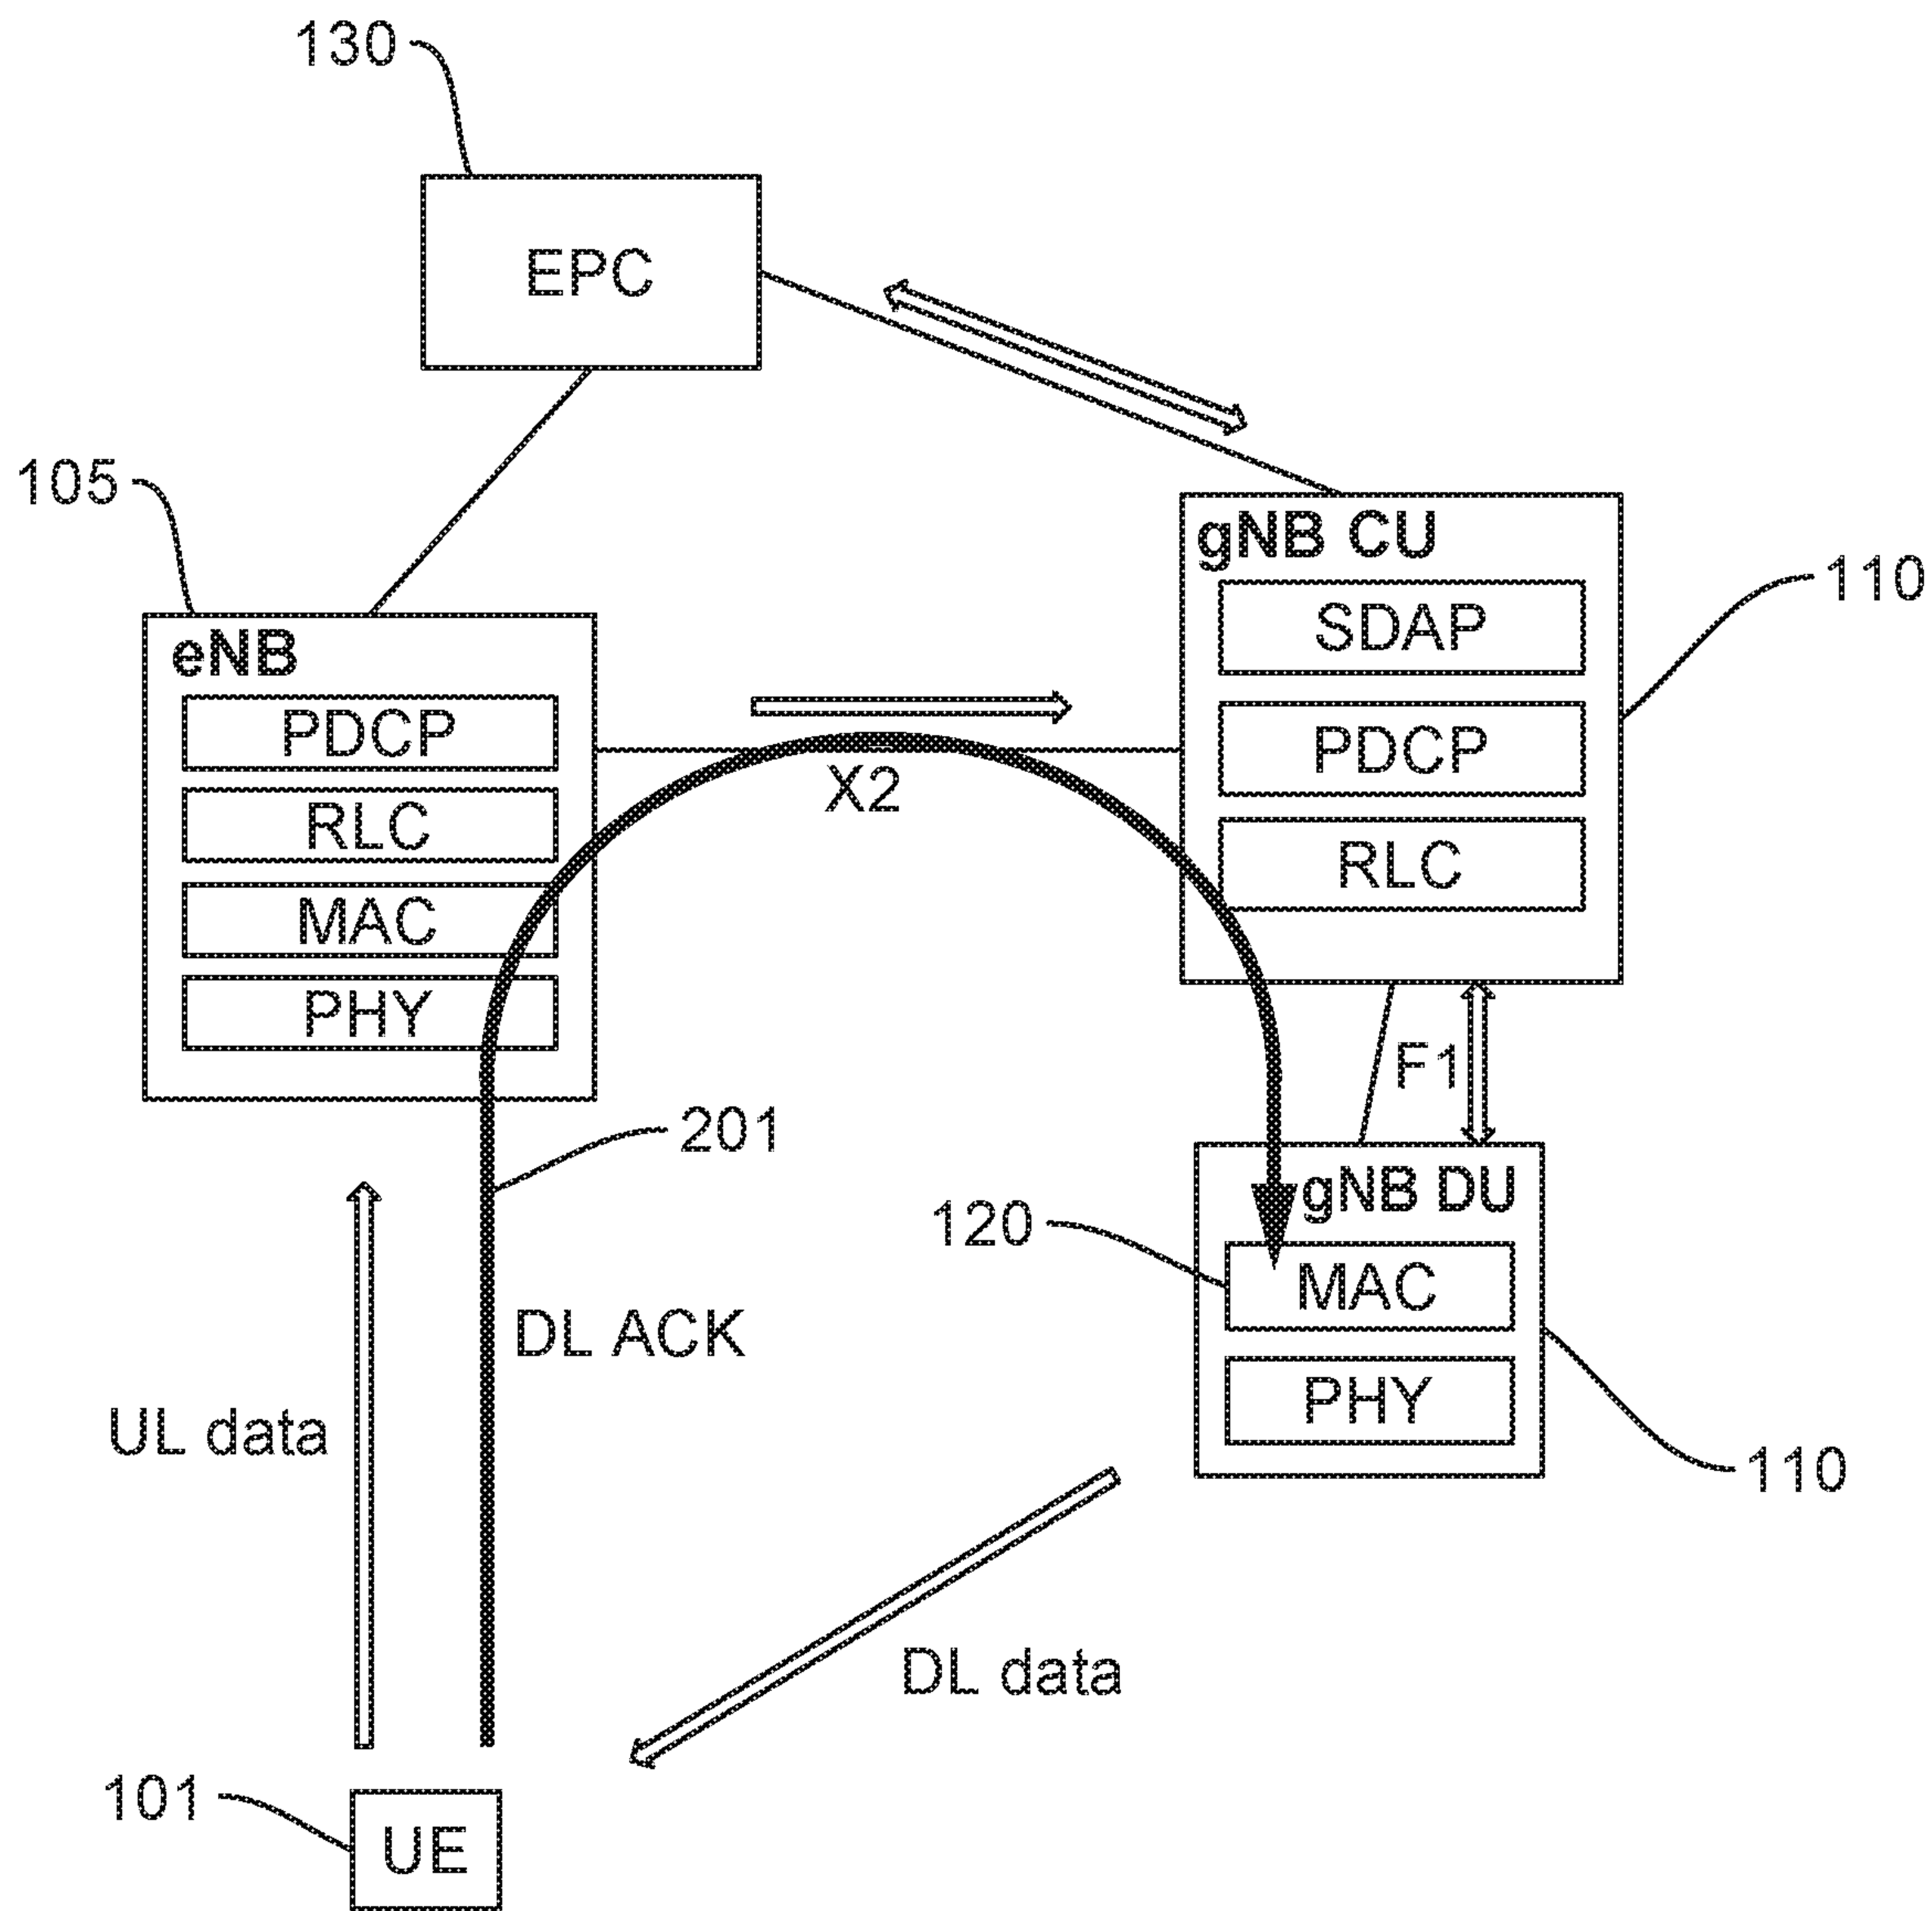 130
EPC
105
gNB CU
110
SDAP
eNB
PDCP
PDCP
X2
RLC
RLC
MAC
PHY
F1
201
gNB DU
120
MAC
DL ACK
PHY
UL data
110
DL data
101
UE